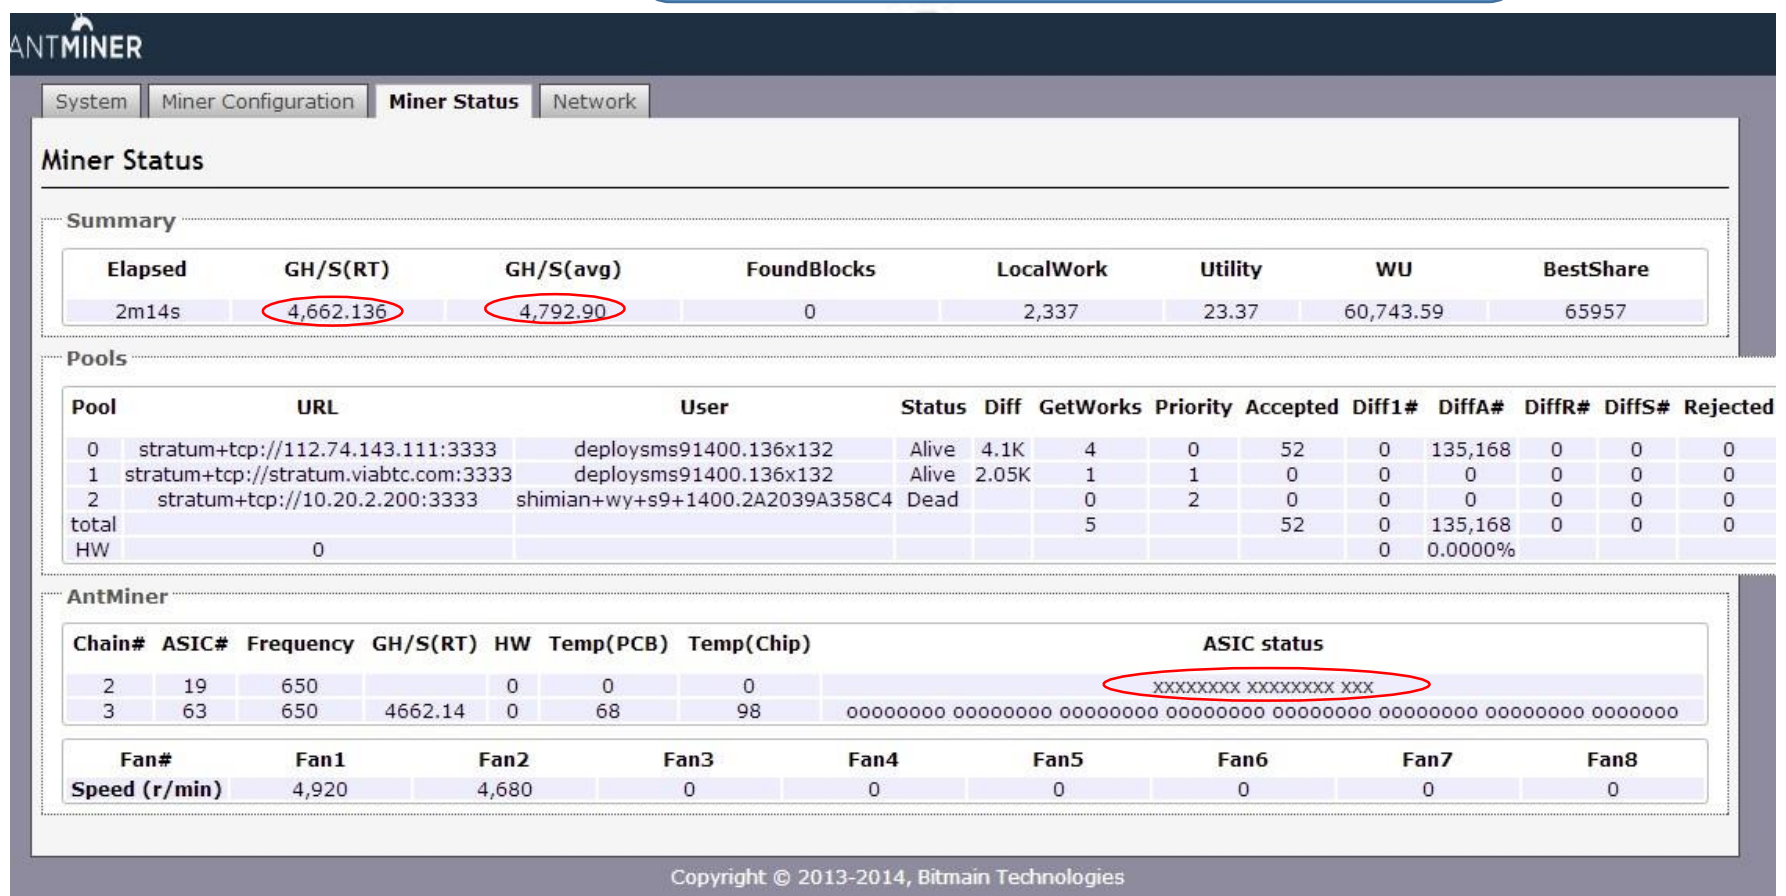 ANTMINER
System Miner Configuration Miner Status Network
Miner Status
Summary
Elapsed GH/S(RT) GH/S(avg) FoundBlocks LocalWork Utility WU BestShare
2m14s 4,662.136 4,792.90 0 2,337 23.37 60,743.59 65957
Pools
Pool URL User Status Diff GetWorks Priority Accepted Diff1# DiffA# DiffR# DiffS# Rejected
0 stratum+tcp://112.74.143.111:3333 deploysms91400.136x132 Alive 4.1K 4 0 52 0 135,168 0 0 0
1 stratum+tcp://stratum.viabtc.com:3333 deploysms91400.136x132 Alive 2.05K 1 1 0 0 0 0 0 0
2 stratum+tcp://10.20.2.200:3333 shimian+wy+s9+1400.2A2039A358C4 Dead 0 2 0 0 0 0 0 0
total 5 52 0 135,168 0 0 0
HW 0 0 0.0000%
AntMiner
Chain# ASIC# Frequency GH/S(RT) HW Temp(PCB) Temp(Chip) ASIC status
2 19 650 0 0 0 xxxxxxxx xxxxxxxx xxx
3 63 650 4662.14 0 68 98 oooooooo oooooooo oooooooo oooooooo oooooooo oooooooo oooooooo ooooooo
Fan# Fan1 Fan2 Fan3 Fan4 Fan5 Fan6 Fan7 Fan8
Speed (r/min) 4,920 4,680 0 0 0 0 0 0
Copyright © 2013-2014, Bitmain Technologies